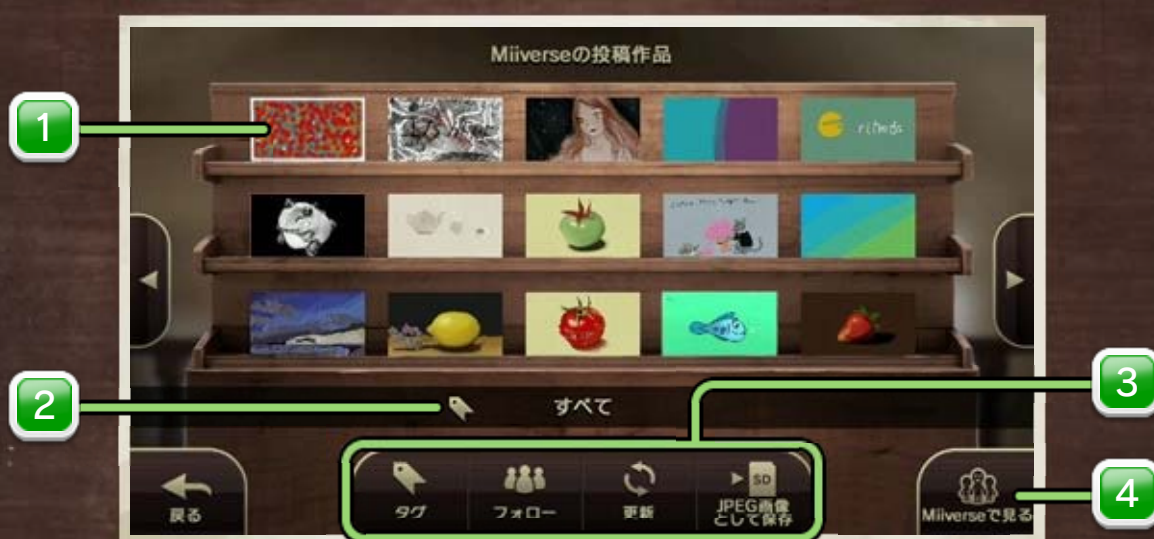 Miiverseの投稿作品
1
2
すべて
3
戻る
タグ
フォロー
更新
SD
JPEG画像
として保存
Miiverseで見る
4